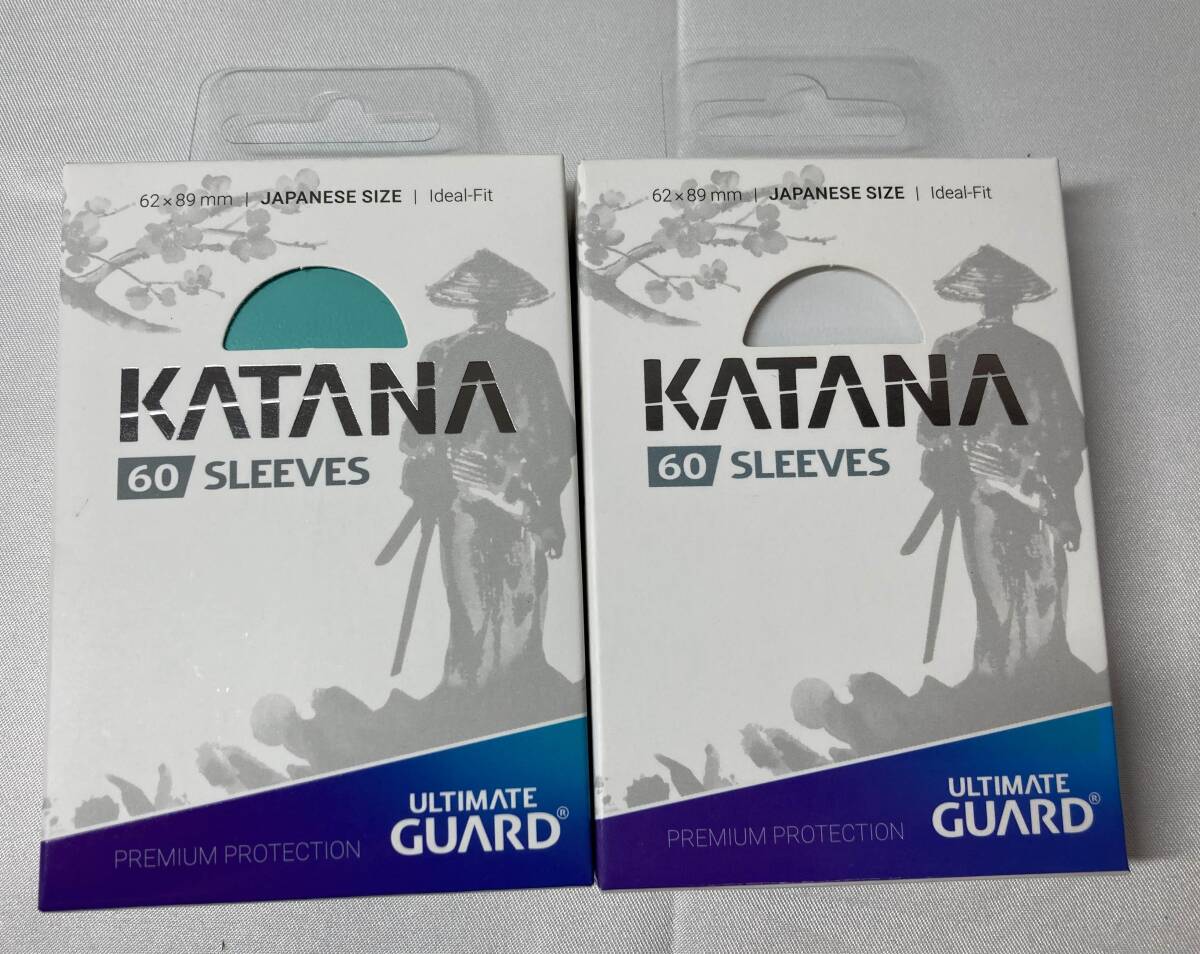 62 × 89 mm | JAPANESE SIZE | Ideal-Fit
KATANA
60 SLEEVES
PREMIUM PROTECTION
ULTIMATE
GUARD®
62 × 89 mm | JAPANESE SIZE | Ideal-Fit
KATANA
60 SLEEVES
PREMIUM PROTECTION
ULTIMATE
GUARD®